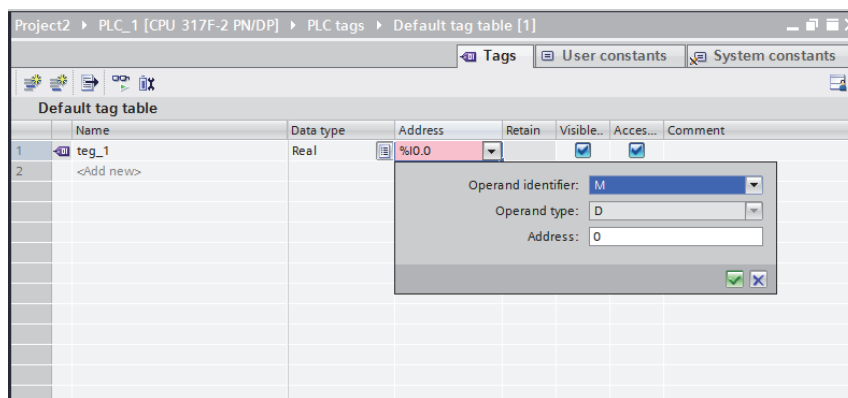 Project2 ▸ PLC_1 [CPU 317F-2 PN/DP] ▸ PLC tags ▸ Default tag table [1]
Tags User constants System constants
Default tag table
Name Data type Address Retain Visible.. Acces... Comment
1 teg_1 Real %I0.0
2 <Add new>
Operand identifier: M
Operand type: D
Address: 0